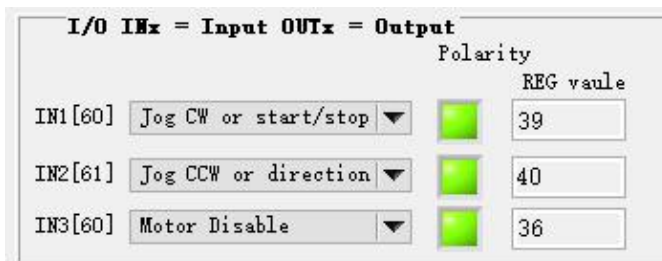 I/O INx = Input OUTx = Output
Polarity
REG vaule
IN1[60] Jog CW or start/stop 39
IN2[61] Jog CCW or direction 40
IN3[60] Motor Disable 36